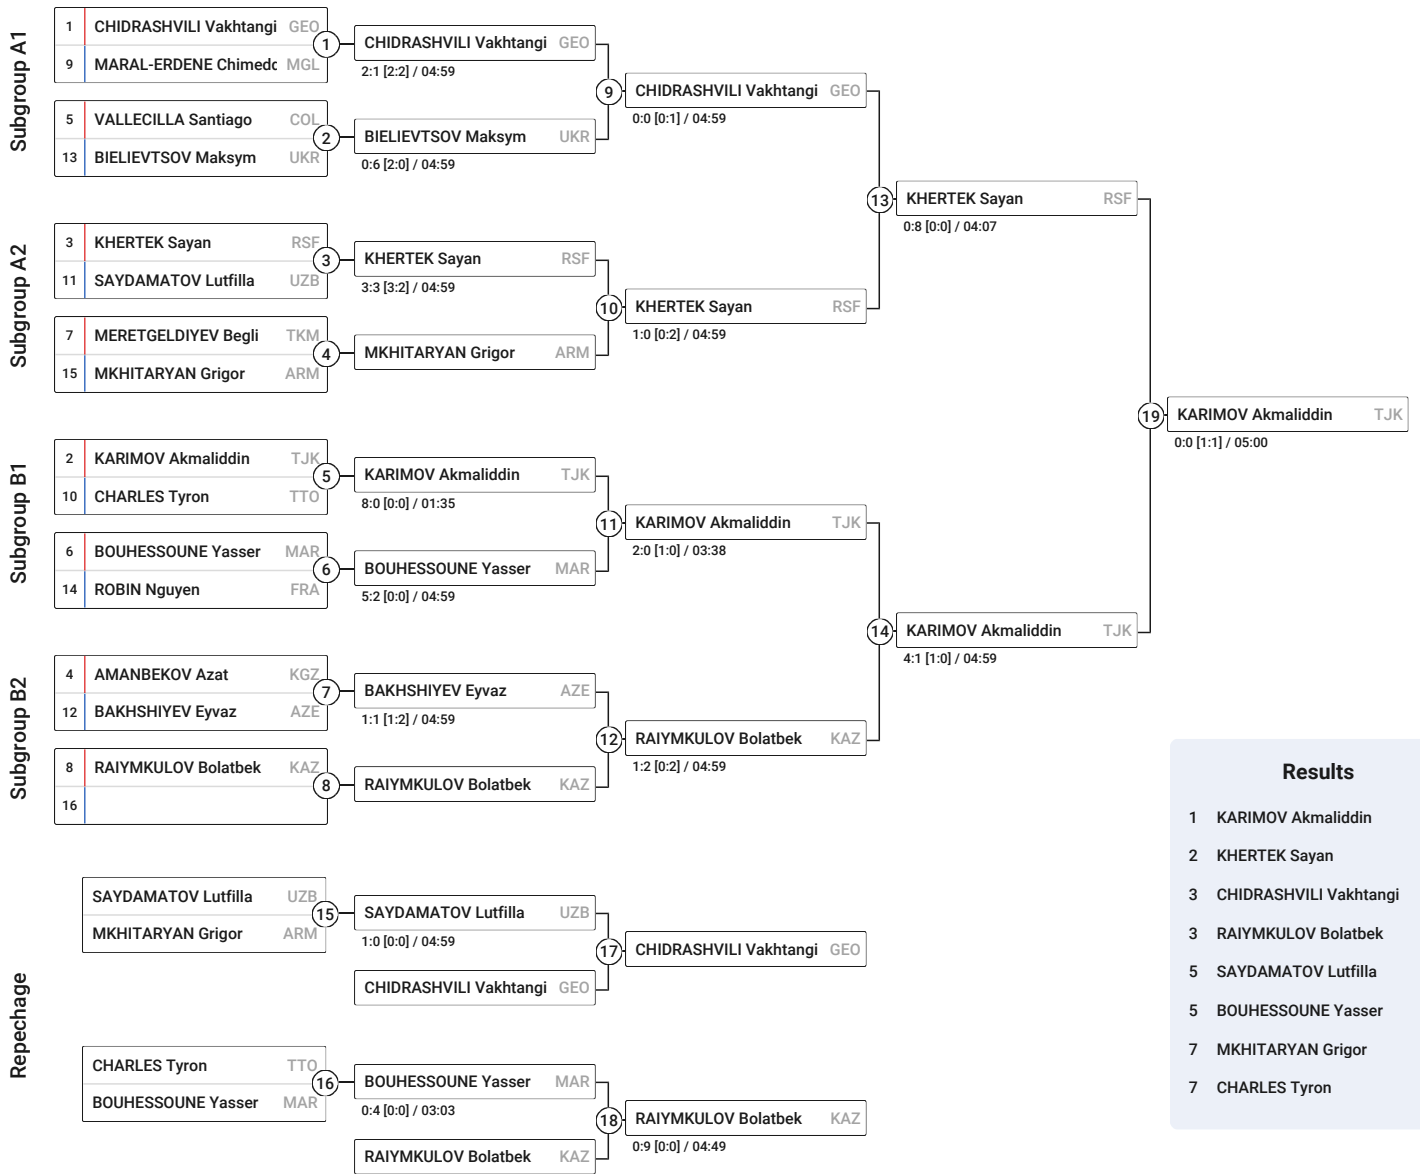 Subgroup A1
1 CHIDRASHVILI Vakhtangi GEO
9 MARAL-ERDENE Chimedc MGL
1
5 VALLECILLA Santiago COL
13 BIELIEVTSOV Maksym UKR
2
CHIDRASHVILI Vakhtangi GEO
2:1 [2:2] / 04:59
BIELIEVTSOV Maksym UKR
0:6 [2:0] / 04:59
9
CHIDRASHVILI Vakhtangi GEO
0:0 [0:1] / 04:59
Subgroup A2
3 KHERTEK Sayan RSF
11 SAYDAMATOV Lutfilla UZB
3
7 MERETGELDIYEV Begli TKM
15 MKHITARYAN Grigor ARM
4
KHERTEK Sayan RSF
3:3 [3:2] / 04:59
MKHITARYAN Grigor ARM
10
KHERTEK Sayan RSF
1:0 [0:2] / 04:59
13
KHERTEK Sayan RSF
0:8 [0:0] / 04:07
Subgroup B1
2 KARIMOV Akmaliddin TJK
10 CHARLES Tyron TTO
5
6 BOUHESSOUNE Yasser MAR
14 ROBIN Nguyen FRA
6
KARIMOV Akmaliddin TJK
8:0 [0:0] / 01:35
BOUHESSOUNE Yasser MAR
5:2 [0:0] / 04:59
11
KARIMOV Akmaliddin TJK
2:0 [1:0] / 03:38
Subgroup B2
4 AMANBEKOV Azat KGZ
12 BAKHSHIYEV Eyvaz AZE
7
8 RAIYMKULOV Bolatbek KAZ
16
8
BAKHSHIYEV Eyvaz AZE
1:1 [1:2] / 04:59
RAIYMKULOV Bolatbek KAZ
12
RAIYMKULOV Bolatbek KAZ
1:2 [0:2] / 04:59
14
KARIMOV Akmaliddin TJK
4:1 [1:0] / 04:59
19
KARIMOV Akmaliddin TJK
0:0 [1:1] / 05:00
Repechage
SAYDAMATOV Lutfilla UZB
MKHITARYAN Grigor ARM
15
SAYDAMATOV Lutfilla UZB
1:0 [0:0] / 04:59
CHIDRASHVILI Vakhtangi GEO
17
CHIDRASHVILI Vakhtangi GEO
CHARLES Tyron TTO
BOUHESSOUNE Yasser MAR
16
BOUHESSOUNE Yasser MAR
0:4 [0:0] / 03:03
RAIYMKULOV Bolatbek KAZ
18
RAIYMKULOV Bolatbek KAZ
0:9 [0:0] / 04:49
Results
1 KARIMOV Akmaliddin
2 KHERTEK Sayan
3 CHIDRASHVILI Vakhtangi
3 RAIYMKULOV Bolatbek
5 SAYDAMATOV Lutfilla
5 BOUHESSOUNE Yasser
7 MKHITARYAN Grigor
7 CHARLES Tyron